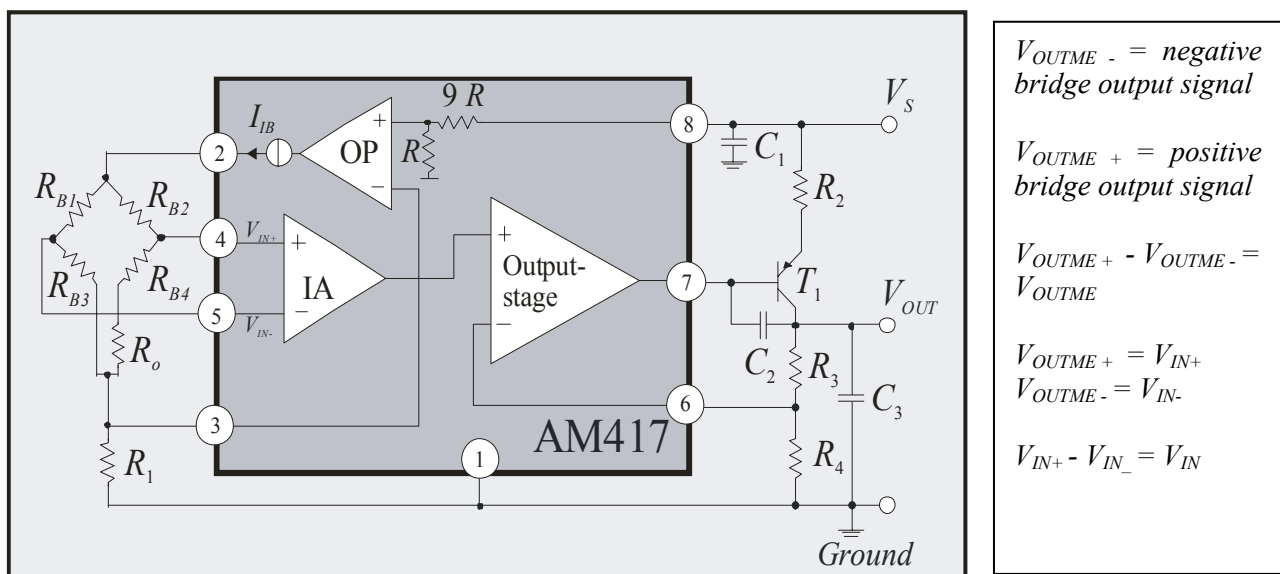 9 R
V_S
I_IB
2
OP
+
−
R
8
C_1
R_2
R_B1
R_B2
4
V_IN+
+
IA
−
+
Output-
stage
−
7
T_1
V_OUT
R_B3
R_B4
5
V_IN-
C_2
R_3
C_3
R_o
6
3
AM417
R_1
1
R_4
Ground
V_OUTME - = negative
bridge output signal
V_OUTME + = positive
bridge output signal
V_OUTME + - V_OUTME - =
V_OUTME
V_OUTME + = V_IN+
V_OUTME - = V_IN-
V_IN+ - V_IN_ = V_IN